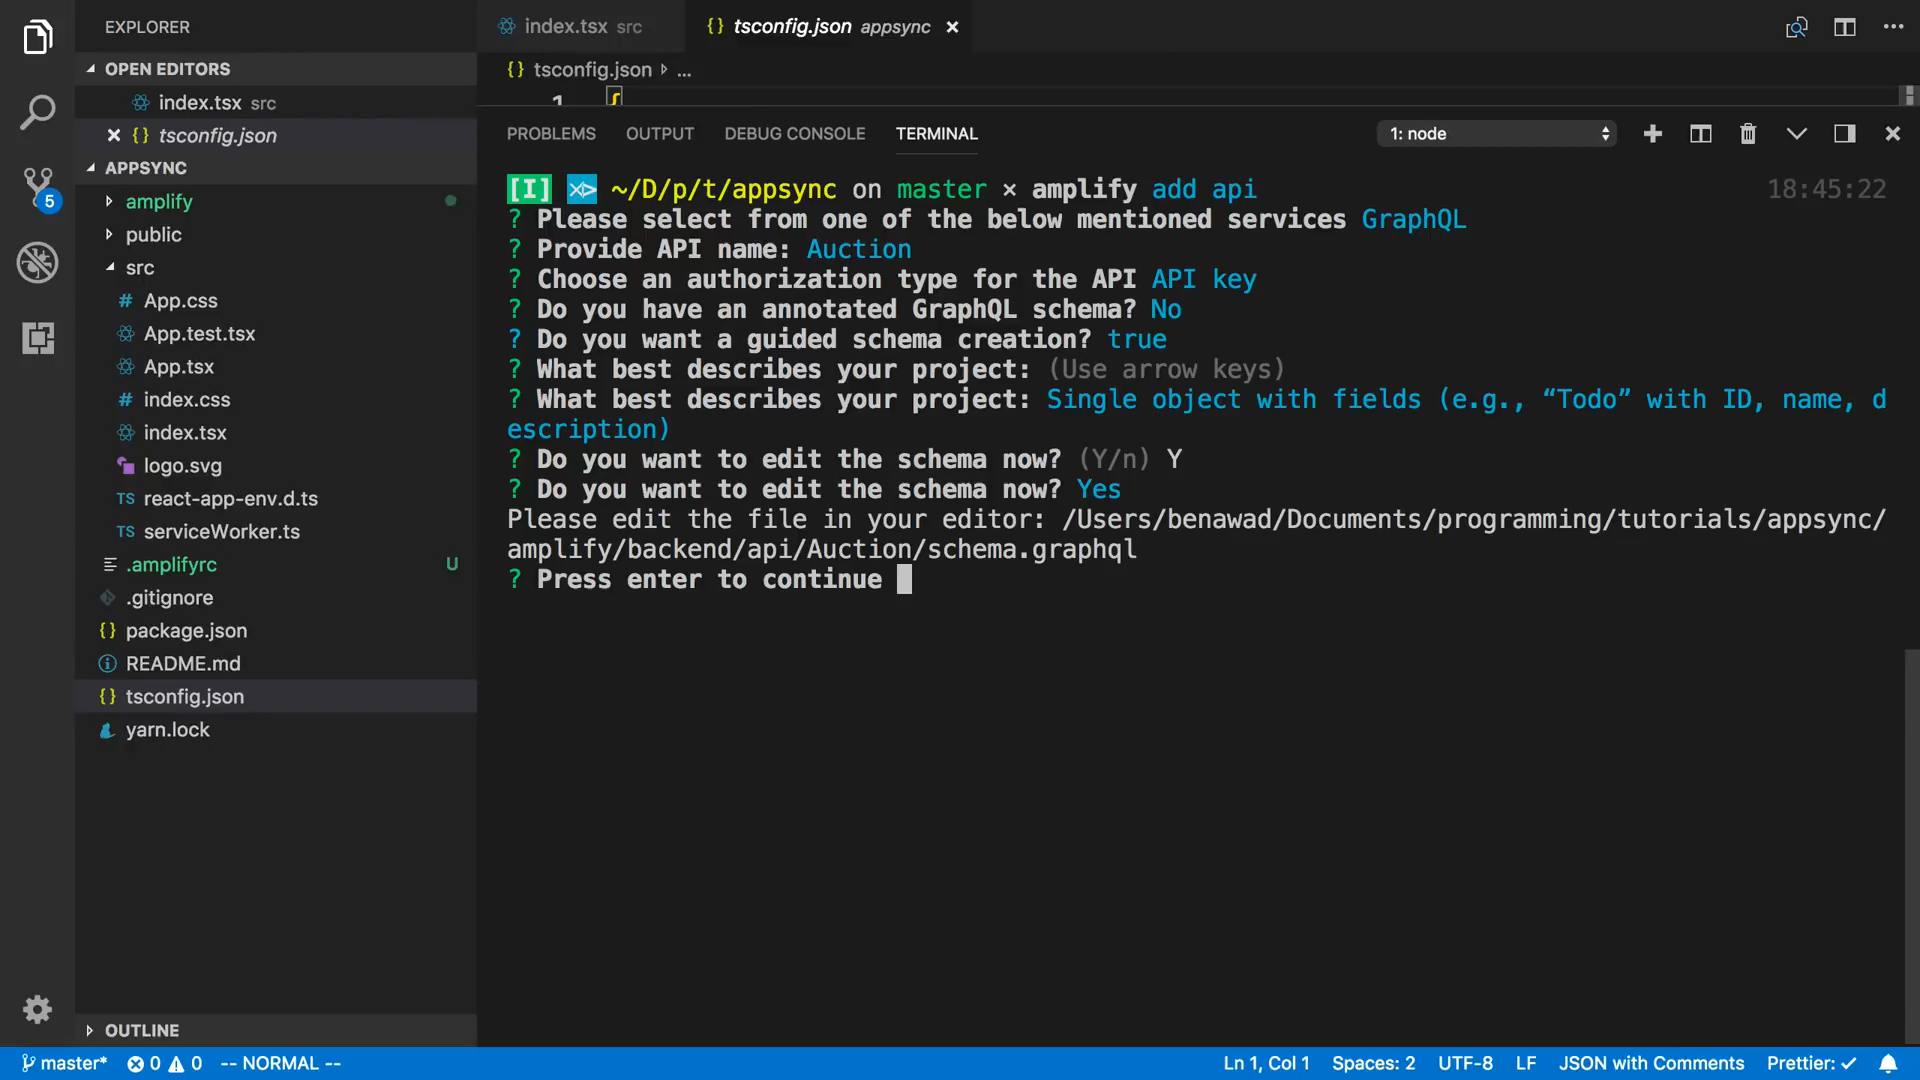 EXPLORER
OPEN EDITORS
index.tsx src
tsconfig.json
APPSYNC
amplify
public
src
# App.css
App.test.tsx
App.tsx
# index.css
index.tsx
logo.svg
TS react-app-env.d.ts
TS serviceWorker.ts
.amplifyrc U
.gitignore
{} package.json
README.md
{} tsconfig.json
yarn.lock
OUTLINE
5
index.tsx src
{} tsconfig.json appsync
{} tsconfig.json ...
1 {
PROBLEMS OUTPUT DEBUG CONSOLE TERMINAL 1: node
[I] ~/D/p/t/appsync on master × amplify add api 18:45:22
? Please select from one of the below mentioned services GraphQL
? Provide API name: Auction
? Choose an authorization type for the API API key
? Do you have an annotated GraphQL schema? No
? Do you want a guided schema creation? true
? What best describes your project: (Use arrow keys)
? What best describes your project: Single object with fields (e.g., “Todo” with ID, name, d
escription)
? Do you want to edit the schema now? (Y/n) Y
? Do you want to edit the schema now? Yes
Please edit the file in your editor: /Users/benawad/Documents/programming/tutorials/appsync/
amplify/backend/api/Auction/schema.graphql
? Press enter to continue
master* 0 0 -- NORMAL -- Ln 1, Col 1 Spaces: 2 UTF-8 LF JSON with Comments Prettier: ✓